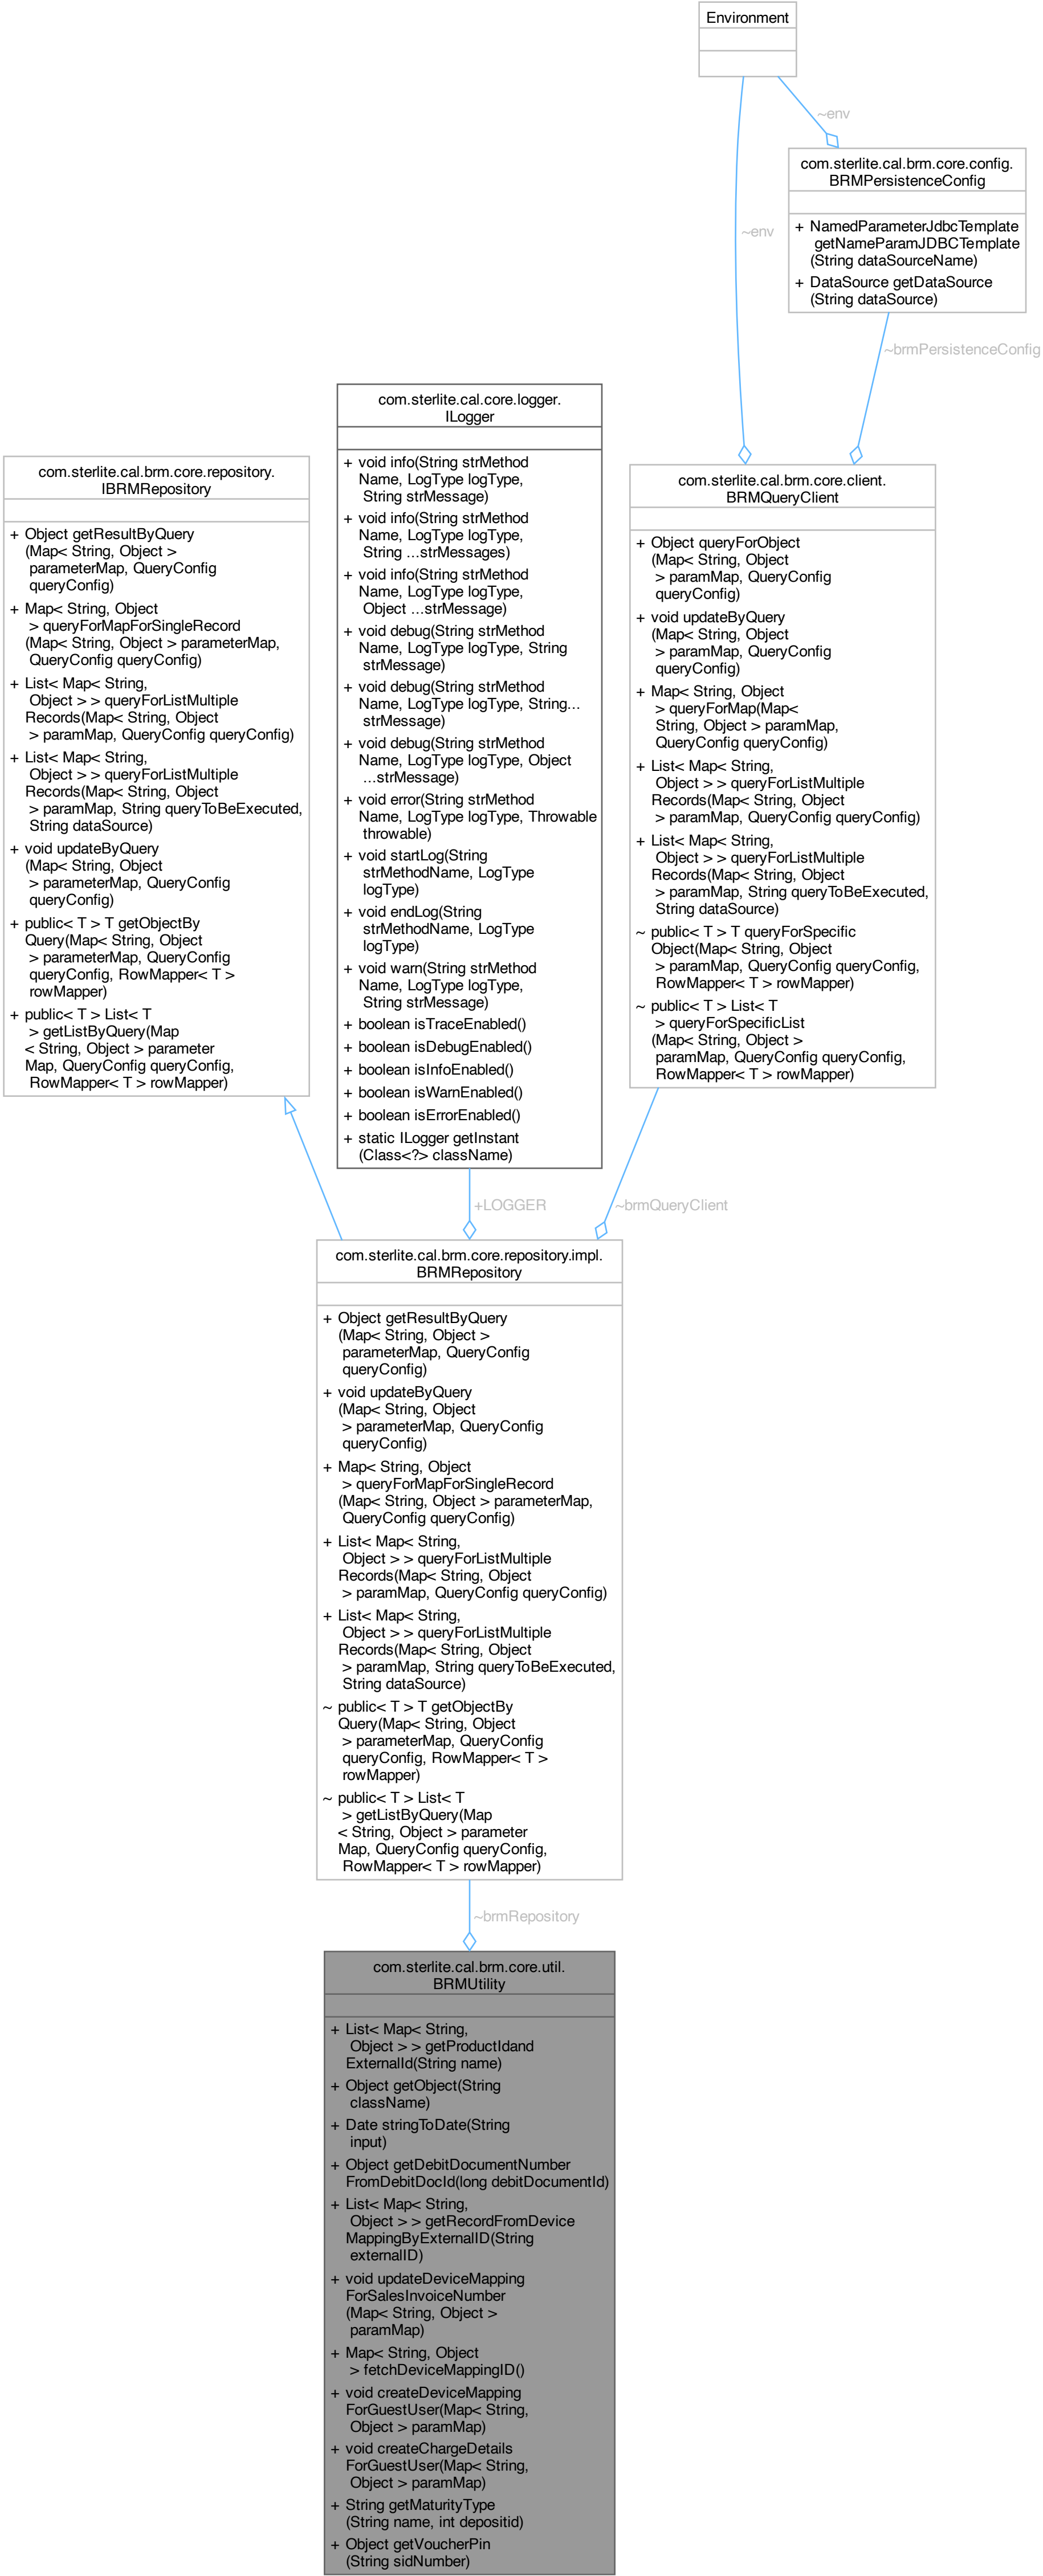 Environment
~env
com.sterlite.cal.brm.core.config.
BRMPersistenceConfig
+ NamedParameterJdbcTemplate
getNameParamJDBCTemplate
(String dataSourceName)
+ DataSource getDataSource
(String dataSource)
~env
~brmPersistenceConfig
com.sterlite.cal.brm.core.repository.
IBRMRepository
+ Object getResultByQuery
(Map< String, Object >
parameterMap, QueryConfig
queryConfig)
+ Map< String, Object
> queryForMapForSingleRecord
(Map< String, Object > parameterMap,
QueryConfig queryConfig)
+ List< Map< String,
Object > > queryForListMultiple
Records(Map< String, Object
> paramMap, QueryConfig queryConfig)
+ List< Map< String,
Object > > queryForListMultiple
Records(Map< String, Object
> paramMap, String queryToBeExecuted,
String dataSource)
+ void updateByQuery
(Map< String, Object
> parameterMap, QueryConfig
queryConfig)
+ public< T > T getObjectBy
Query(Map< String, Object
> parameterMap, QueryConfig
queryConfig, RowMapper< T >
rowMapper)
+ public< T > List< T
> getListByQuery(Map
< String, Object > parameter
Map, QueryConfig queryConfig,
RowMapper< T > rowMapper)
com.sterlite.cal.core.logger.
ILogger
+ void info(String strMethod
Name, LogType logType,
String strMessage)
+ void info(String strMethod
Name, LogType logType,
String ...strMessages)
+ void info(String strMethod
Name, LogType logType,
Object ...strMessage)
+ void debug(String strMethod
Name, LogType logType, String
strMessage)
+ void debug(String strMethod
Name, LogType logType, String...
strMessage)
+ void debug(String strMethod
Name, LogType logType, Object
...strMessage)
+ void error(String strMethod
Name, LogType logType, Throwable
throwable)
+ void startLog(String
strMethodName, LogType
logType)
+ void endLog(String
strMethodName, LogType
logType)
+ void warn(String strMethod
Name, LogType logType,
String strMessage)
+ boolean isTraceEnabled()
+ boolean isDebugEnabled()
+ boolean isInfoEnabled()
+ boolean isWarnEnabled()
+ boolean isErrorEnabled()
+ static ILogger getInstant
(Class<?> className)
com.sterlite.cal.brm.core.client.
BRMQueryClient
+ Object queryForObject
(Map< String, Object
> paramMap, QueryConfig
queryConfig)
+ void updateByQuery
(Map< String, Object
> paramMap, QueryConfig
queryConfig)
+ Map< String, Object
> queryForMap(Map<
String, Object > paramMap,
QueryConfig queryConfig)
+ List< Map< String,
Object > > queryForListMultiple
Records(Map< String, Object
> paramMap, QueryConfig queryConfig)
+ List< Map< String,
Object > > queryForListMultiple
Records(Map< String, Object
> paramMap, String queryToBeExecuted,
String dataSource)
~ public< T > T queryForSpecific
Object(Map< String, Object
> paramMap, QueryConfig queryConfig,
RowMapper< T > rowMapper)
~ public< T > List< T
> queryForSpecificList
(Map< String, Object >
paramMap, QueryConfig queryConfig,
RowMapper< T > rowMapper)
+LOGGER
~brmQueryClient
com.sterlite.cal.brm.core.repository.impl.
BRMRepository
+ Object getResultByQuery
(Map< String, Object >
parameterMap, QueryConfig
queryConfig)
+ void updateByQuery
(Map< String, Object
> parameterMap, QueryConfig
queryConfig)
+ Map< String, Object
> queryForMapForSingleRecord
(Map< String, Object > parameterMap,
QueryConfig queryConfig)
+ List< Map< String,
Object > > queryForListMultiple
Records(Map< String, Object
> paramMap, QueryConfig queryConfig)
+ List< Map< String,
Object > > queryForListMultiple
Records(Map< String, Object
> paramMap, String queryToBeExecuted,
String dataSource)
~ public< T > T getObjectBy
Query(Map< String, Object
> parameterMap, QueryConfig
queryConfig, RowMapper< T >
rowMapper)
~ public< T > List< T
> getListByQuery(Map
< String, Object > parameter
Map, QueryConfig queryConfig,
RowMapper< T > rowMapper)
~brmRepository
com.sterlite.cal.brm.core.util.
BRMUtility
+ List< Map< String,
Object > > getProductIdand
ExternalId(String name)
+ Object getObject(String
className)
+ Date stringToDate(String
input)
+ Object getDebitDocumentNumber
FromDebitDocId(long debitDocumentId)
+ List< Map< String,
Object > > getRecordFromDevice
MappingByExternalID(String
externalID)
+ void updateDeviceMapping
ForSalesInvoiceNumber
(Map< String, Object >
paramMap)
+ Map< String, Object
> fetchDeviceMappingID()
+ void createDeviceMapping
ForGuestUser(Map< String,
Object > paramMap)
+ void createChargeDetails
ForGuestUser(Map< String,
Object > paramMap)
+ String getMaturityType
(String name, int depositid)
+ Object getVoucherPin
(String sidNumber)